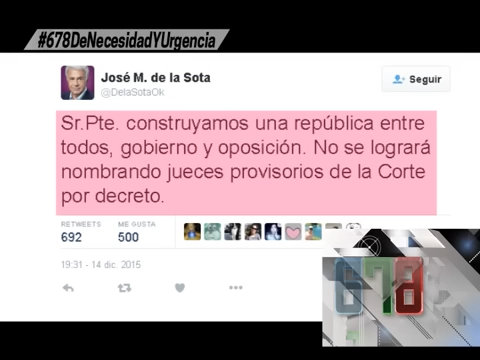 #678DeNecesidadYUrgencia
José M. de la Sota
@DelaSotaOk
Seguir
Sr.Pte. construyamos una república entre
todos, gobierno y oposición. No se logrará
nombrando jueces provisorios de la Corte
por decreto.
RETWEETS ME GUSTA
692 500
19:31 - 14 dic. 2015
678